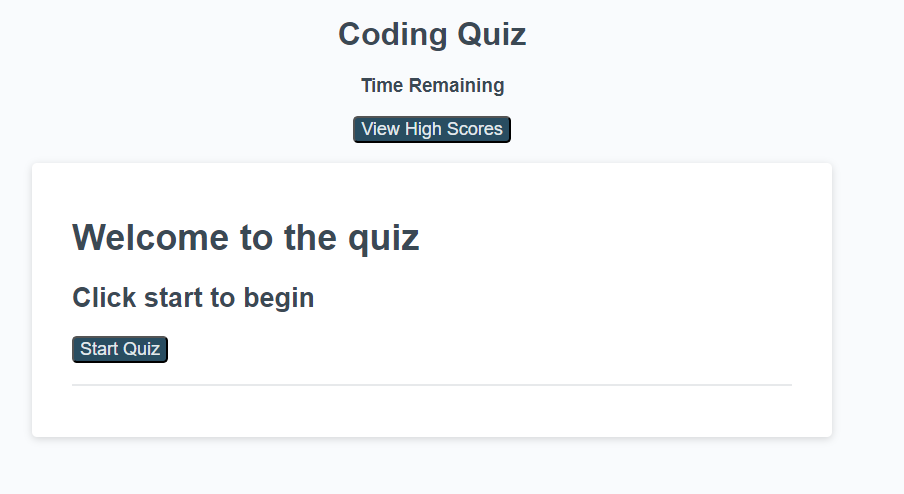 Coding Quiz
Time Remaining
View High Scores
Welcome to the quiz
Click start to begin
Start Quiz